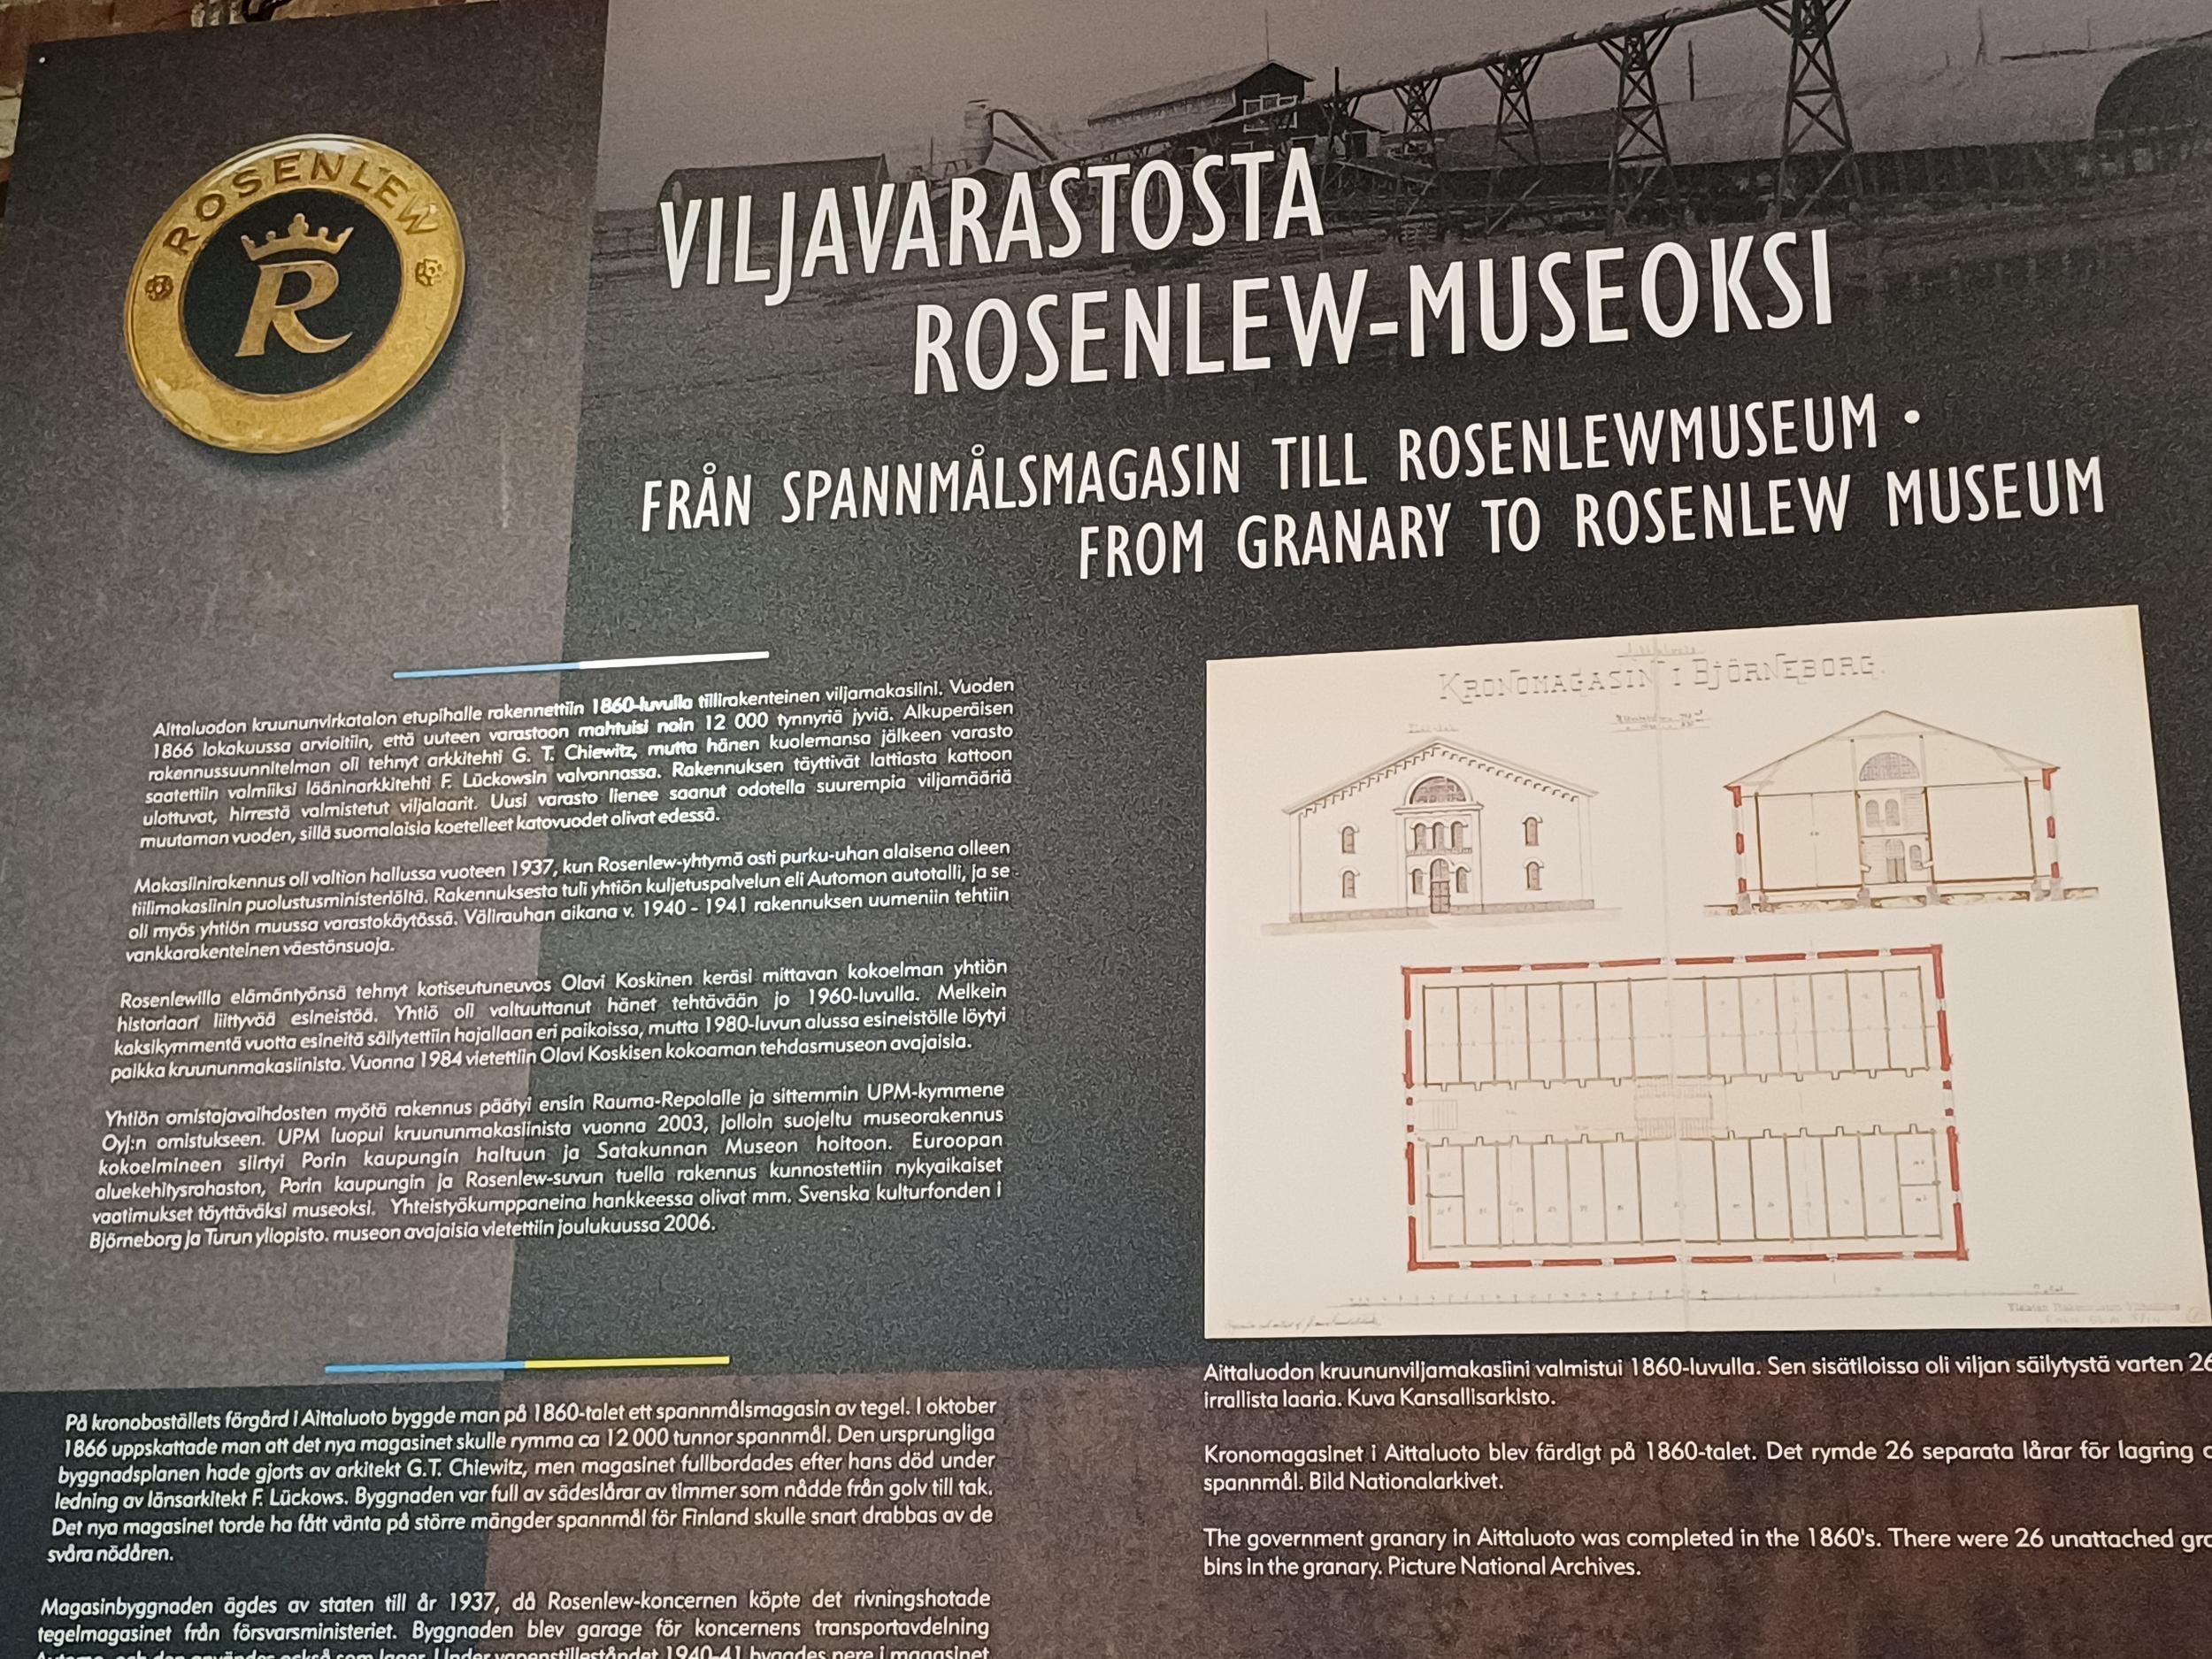 ROSENLEW
R
VILJAVARASTOSTA
ROSENLEW-MUSEOKSI
FRÅN SPANNMÅLSMAGASIN TILL ROSENLEWMUSEUM •
FROM GRANARY TO ROSENLEW MUSEUM
Aittaluodon kruununvirkatalon etupihalle rakennettiin 1860-luvulla tiilirakenteinen viljamakasiini. Vuoden
1866 lokakuussa arvioitiin, että uuteen varastoon mahtuisi noin 12 000 tynnyriä jyviä. Alkuperäisen
rakennussuunnitelman oli tehnyt arkkitehti G. T. Chiewitz, mutta hänen kuolemansa jälkeen varasto
saatettiin valmiiksi lääninarkkitehti F. Lückowsin valvonnassa. Rakennuksen täyttivät lattiasta kattoon
ulottuvat, hirrestä valmistetut viljalaarit. Uusi varasto lienee saanut odotella suurempia viljamääriä
muutaman vuoden, sillä suomalaisia koetelleet katovuodet olivat edessä.
Makasiinirakennus oli valtion hallussa vuoteen 1937, kun Rosenlew-yhtymä osti purku-uhan alaisena olleen
tiilimakasiinin puolustusministeriöltä. Rakennuksesta tuli yhtiön kuljetuspalvelun eli Automon autotalli, ja se
oli myös yhtiön muussa varastokäytössä. Välirauhan aikana v. 1940 - 1941 rakennuksen uumeniin tehtiin
vankkarakenteinen väestönsuoja.
Rosenlewilla elämäntyönsä tehnyt kotiseutuneuvos Olavi Koskinen keräsi mittavan kokoelman yhtiön
historiaan liittyvää esineistöä. Yhtiö oli valtuuttanut hänet tehtävään jo 1960-luvulla. Melkein
kaksikymmentä vuotta esineitä säilytettiin hajallaan eri paikoissa, mutta 1980-luvun alussa esineistölle löytyi
paikka kruununmakasiinista. Vuonna 1984 vietettiin Olavi Koskisen kokoaman tehdasmuseon avajaisia.
Yhtiön omistajavaihdosten myötä rakennus päätyi ensin Rauma-Repolalle ja sittemmin UPM-kymmene
Oyj:n omistukseen. UPM luopui kruununmakasiinista vuonna 2003, jolloin suojeltu museorakennus
kokoelmineen siirtyi Porin kaupungin haltuun ja Satakunnan Museon hoitoon. Euroopan
aluekehitysrahaston, Porin kaupungin ja Rosenlew-suvun tuella rakennus kunnostettiin nykyaikaiset
vaatimukset täyttäväksi museoksi. Yhteistyökumppaneina hankkeessa olivat mm. Svenska kulturfonden i
Björneborg ja Turun yliopisto. museon avajaisia vietettiin joulukuussa 2006.
KRONOMAGASIN I BJÖRNEBORG.
På kronoboställets förgård i Aittaluoto byggde man på 1860-talet ett spannmålsmagasin av tegel. I oktober
1866 uppskattade man att det nya magasinet skulle rymma ca 12 000 tunnor spannmål. Den ursprungliga
byggnadsplanen hade gjorts av arkitekt G.T. Chiewitz, men magasinet fullbordades efter hans död under
ledning av länsarkitekt F. Lückows. Byggnaden var full av sädeslårar av timmer som nådde från golv till tak.
Det nya magasinet torde ha fått vänta på större mängder spannmål för Finland skulle snart drabbas av de
svåra nödåren.
Magasinbyggnaden ägdes av staten till år 1937, då Rosenlew-koncernen köpte det rivningshotade
tegelmagasinet från försvarsministeriet. Byggnaden blev garage för koncernens transportavdelning
också som lager. Under vapenstilleståndet 1940-41 byggdes nere i magasinet
Aittaluodon kruununviljamakasiini valmistui 1860-luvulla. Sen sisätiloissa oli viljan säilytystä varten 26
irrallista laaria. Kuva Kansallisarkisto.
Kronomagasinet i Aittaluoto blev färdigt på 1860-talet. Det rymde 26 separata lårar för lagring
spannmål. Bild Nationalarkivet.
The government granary in Aittaluoto was completed in the 1860's. There were 26 unattached
bins in the granary. Picture National Archives.